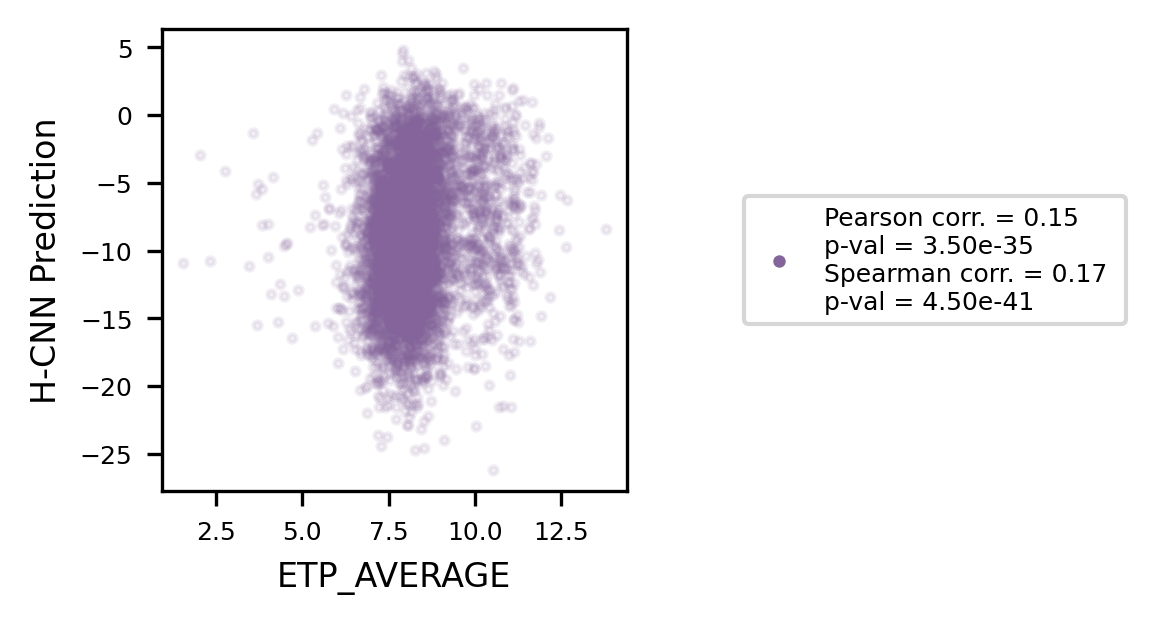 5
0
−5
−10
−15
−20
−25
H-CNN Prediction
2.5 5.0 7.5 10.0 12.5
ETP_AVERAGE
Pearson corr. = 0.15
p-val = 3.50e-35
Spearman corr. = 0.17
p-val = 4.50e-41